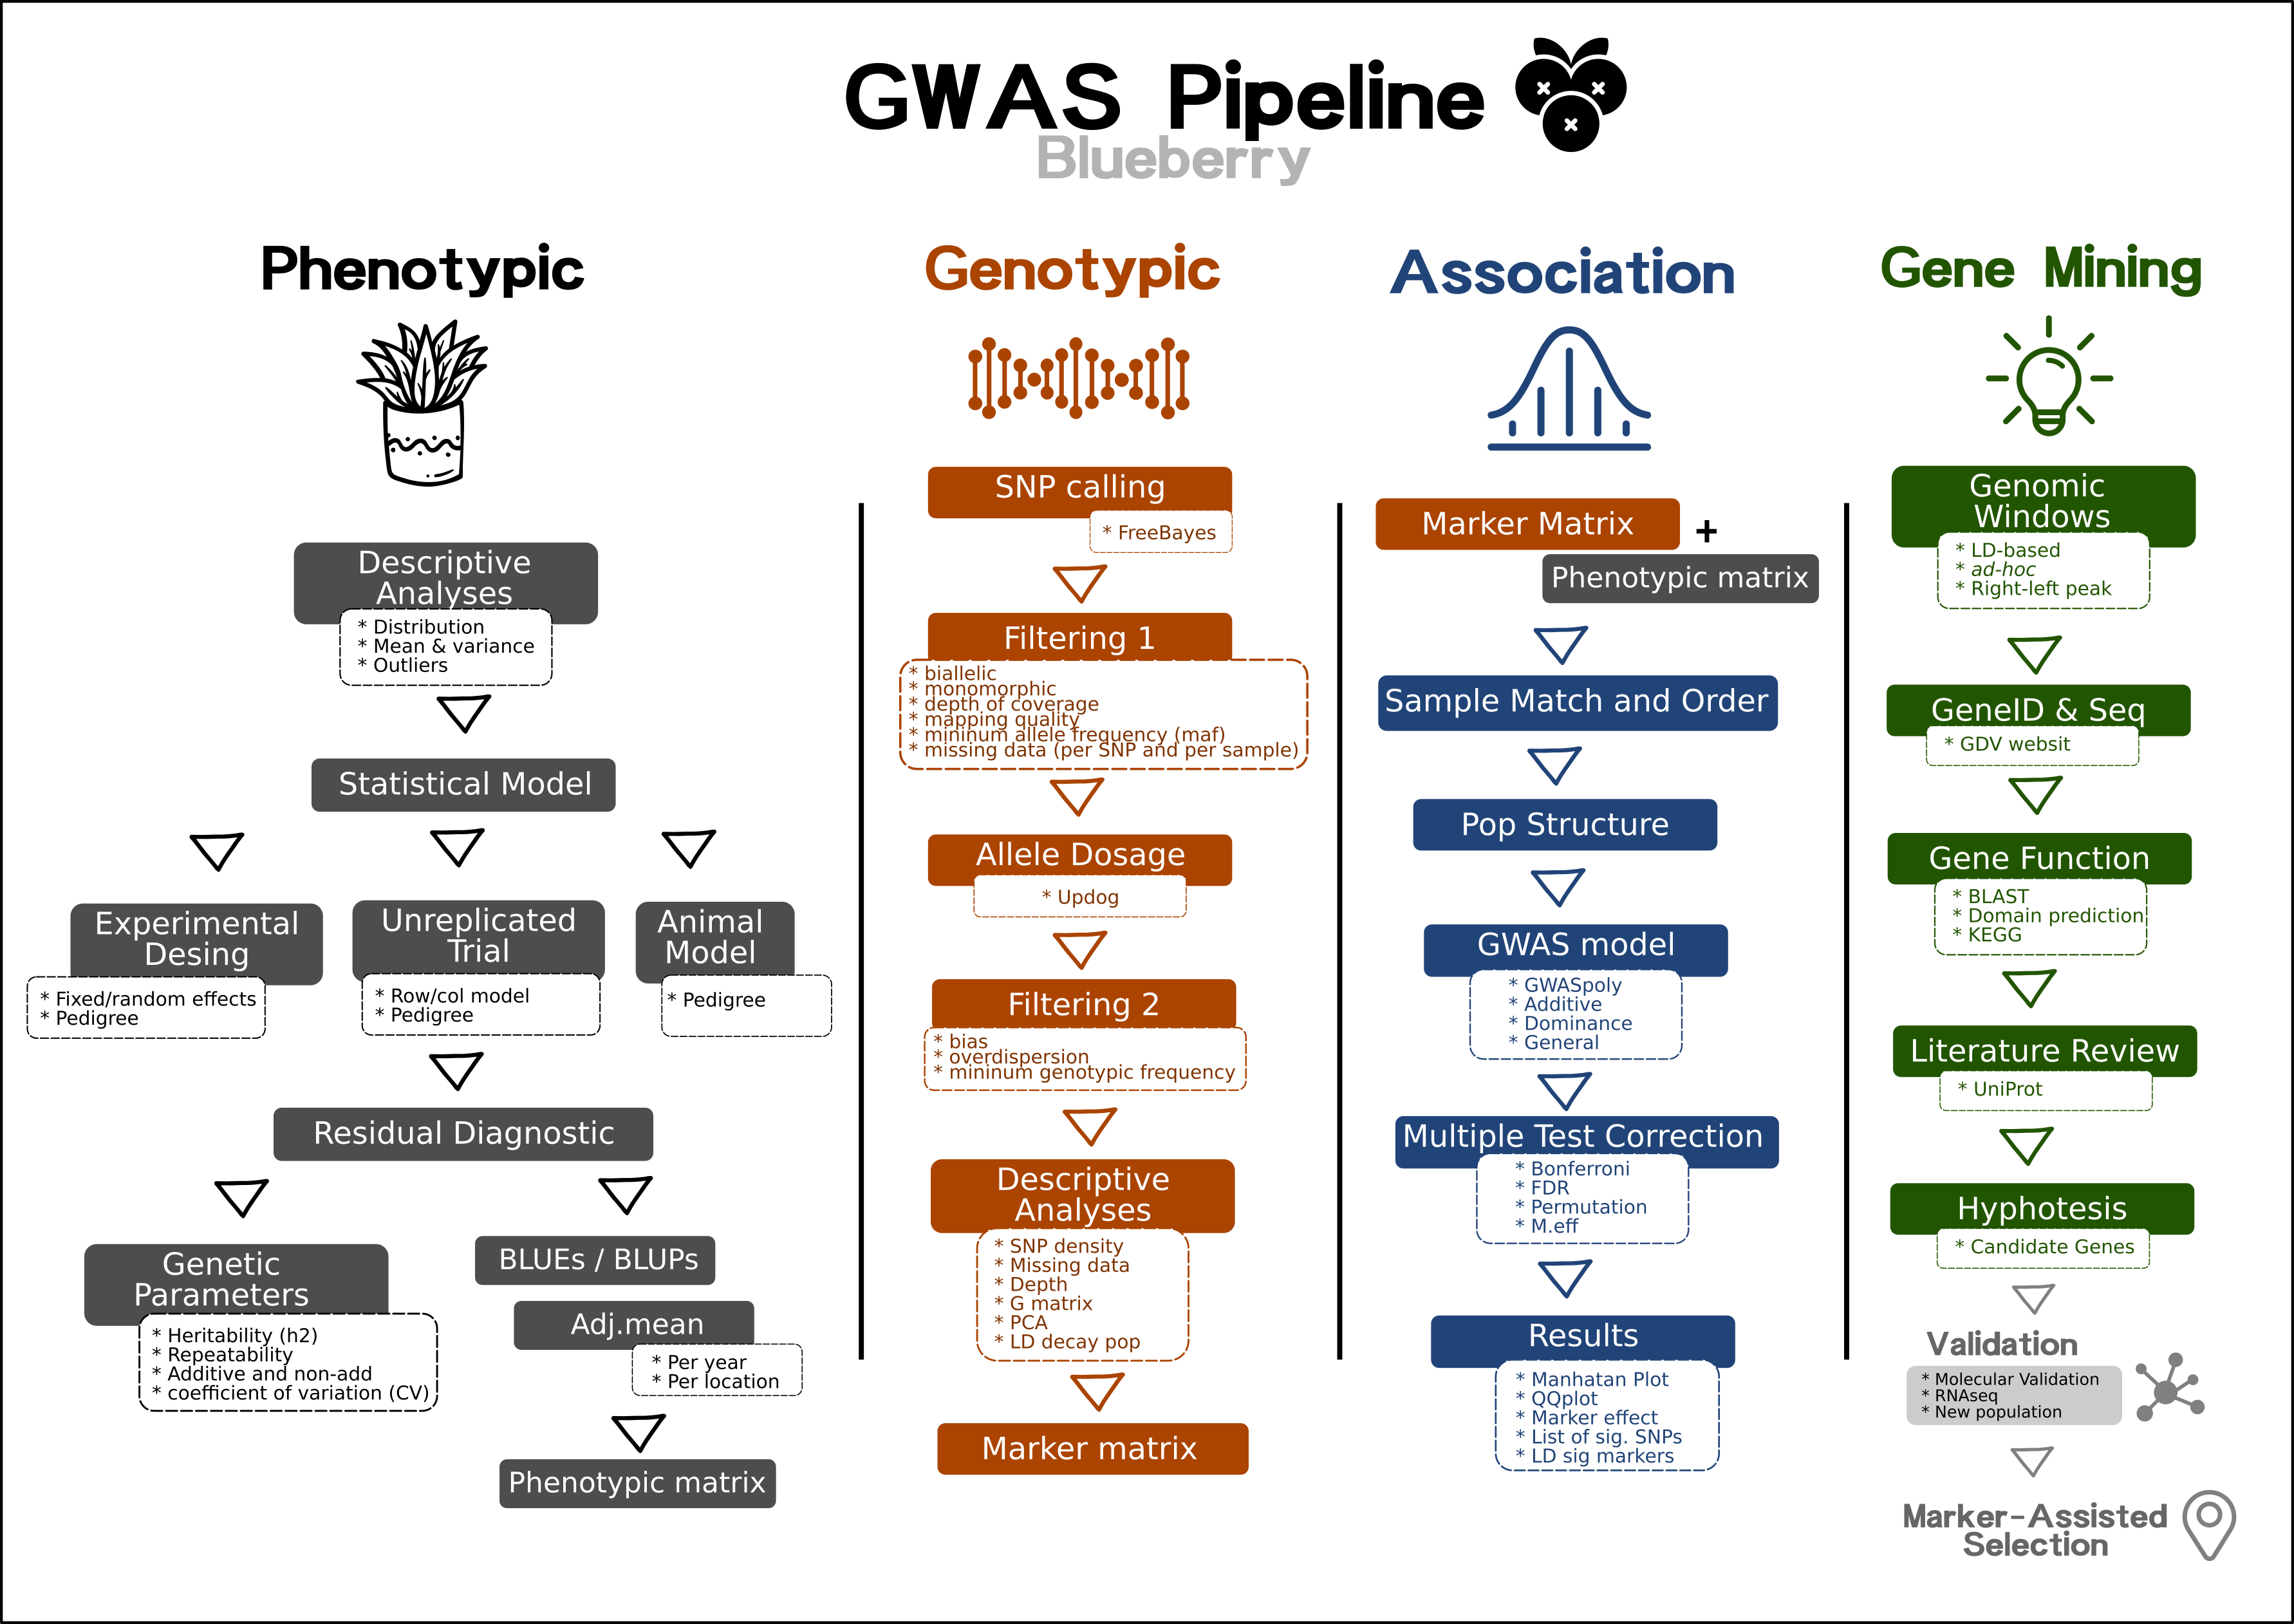 GWAS Pipeline
Blueberry
Phenotypic
Descriptive
Analyses
* Distribution
* Mean & variance
* Outliers
Statistical Model
Experimental
Desing
* Fixed/random effects
* Pedigree
Unreplicated
Trial
* Row/col model
* Pedigree
Animal
Model
* Pedigree
Residual Diagnostic
Genetic
Parameters
* Heritability (h2)
* Repeatability
* Additive and non-add
* coefficient of variation (CV)
BLUEs / BLUPs
Adj.mean
* Per year
* Per location
Phenotypic matrix
Genotypic
SNP calling
* FreeBayes
Filtering 1
* biallelic
* monomorphic
* depth of coverage
* mapping quality
* mininum allele frequency (maf)
* missing data (per SNP and per sample)
Allele Dosage
* Updog
Filtering 2
* bias
* overdispersion
* mininum genotypic frequency
Descriptive
Analyses
* SNP density
* Missing data
* Depth
* G matrix
* PCA
* LD decay pop
Marker matrix
Association
Marker Matrix +
Phenotypic matrix
Sample Match and Order
Pop Structure
GWAS model
* GWASpoly
* Additive
* Dominance
* General
Multiple Test Correction
* Bonferroni
* FDR
* Permutation
* M.eff
Results
* Manhatan Plot
* QQplot
* Marker effect
* List of sig. SNPs
* LD sig markers
Gene Mining
Genomic
Windows
* LD-based
* ad-hoc
* Right-left peak
GeneID & Seq
* GDV websit
Gene Function
* BLAST
* Domain prediction
* KEGG
Literature Review
* UniProt
Hyphotesis
* Candidate Genes
Validation
* Molecular Validation
* RNAseq
* New population
Marker-Assisted
Selection